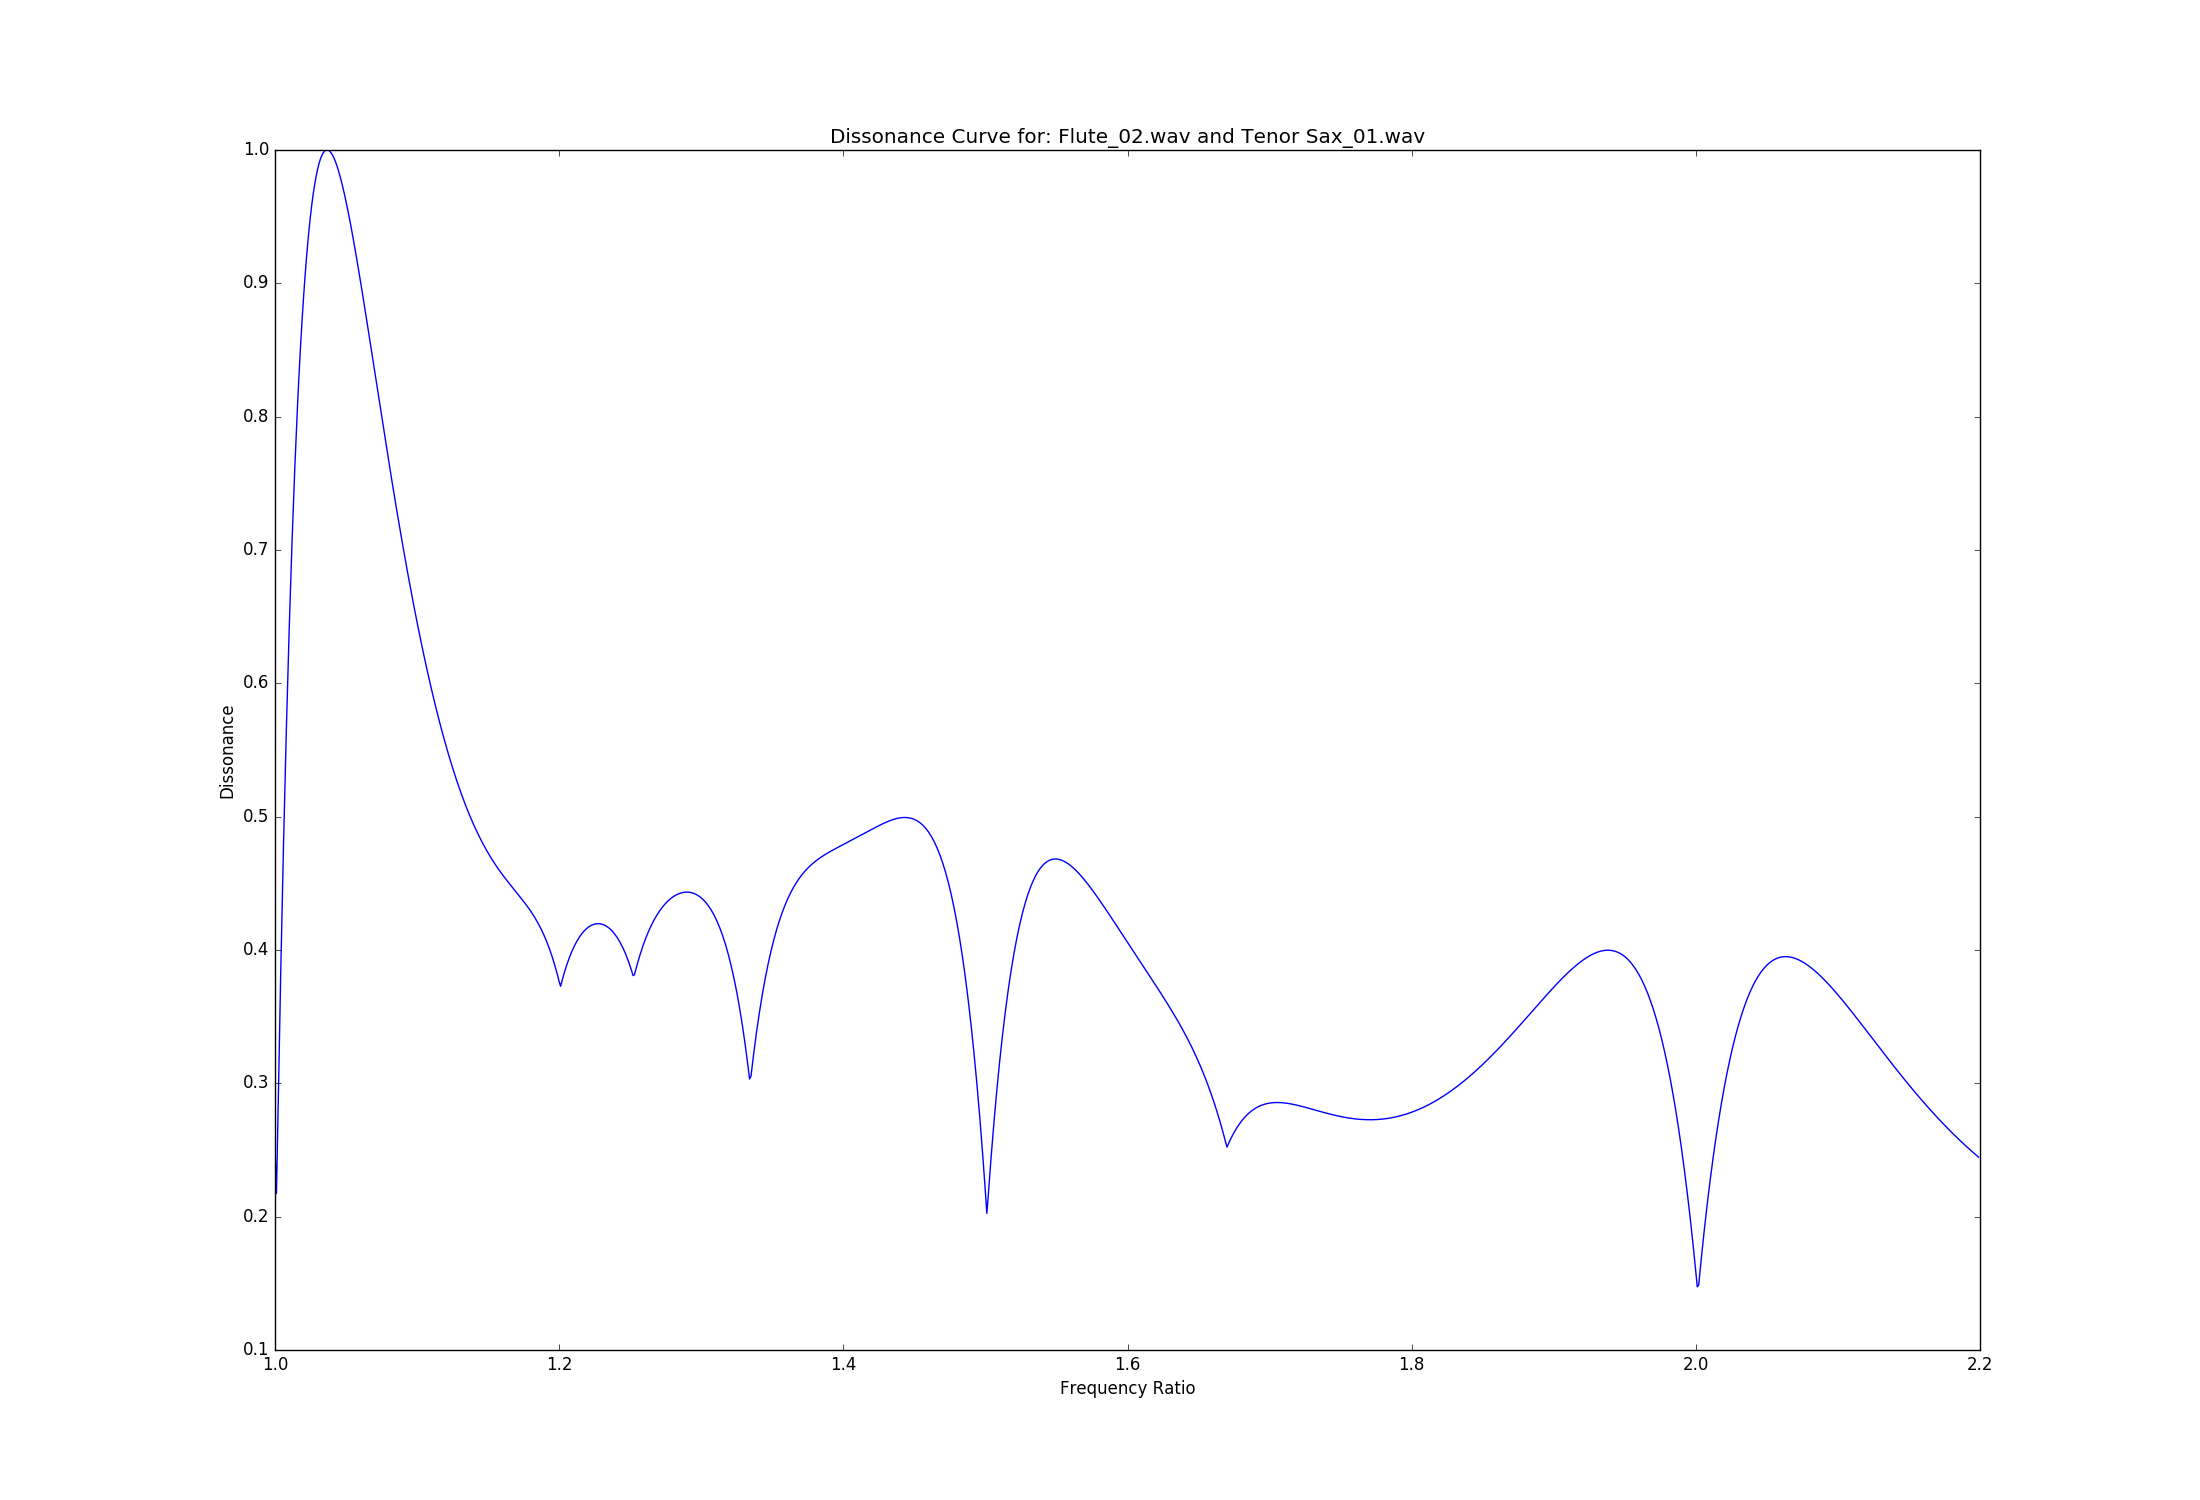 Dissonance Curve for: Flute_02.wav and Tenor Sax_01.wav
1.0
0.9
0.8
0.7
0.6
0.5
0.4
0.3
0.2
0.1
Dissonance
1.0 1.2 1.4 1.6 1.8 2.0 2.2
Frequency Ratio